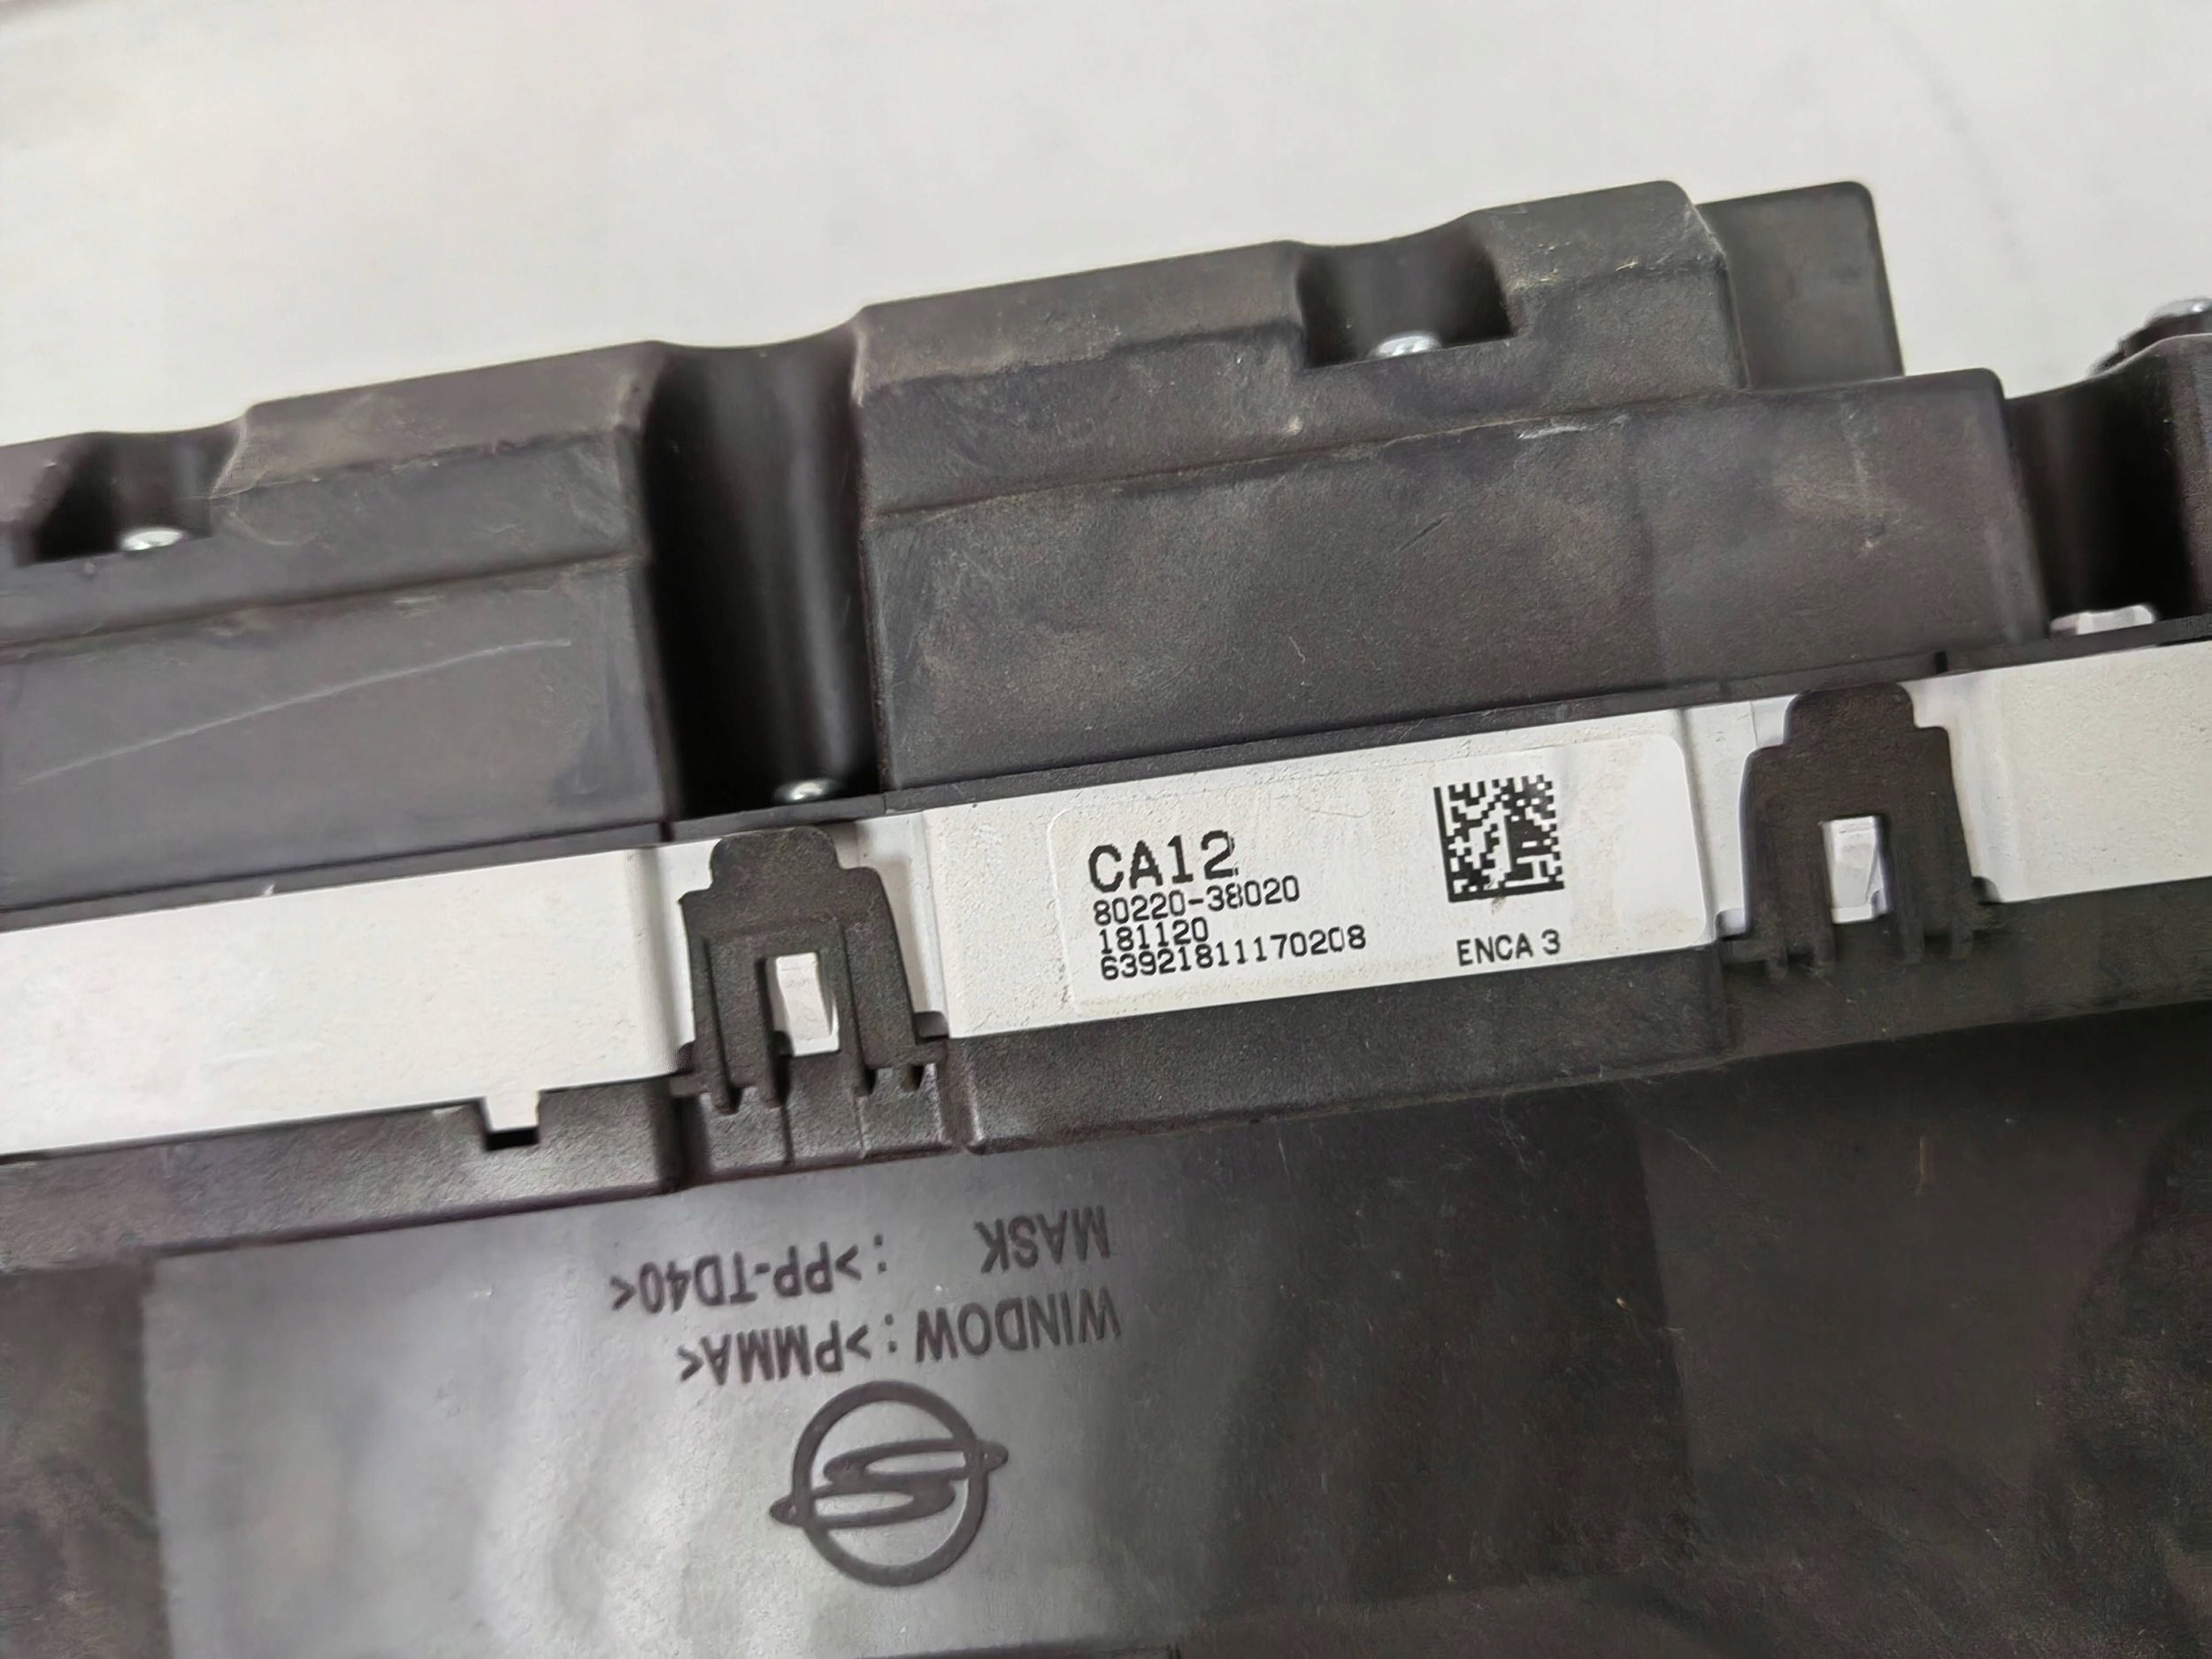 CA12
80220-38020
181120
63921811170208
ENCA 3
WINDOW : >PMMA<
MASK : >PP-TD40<